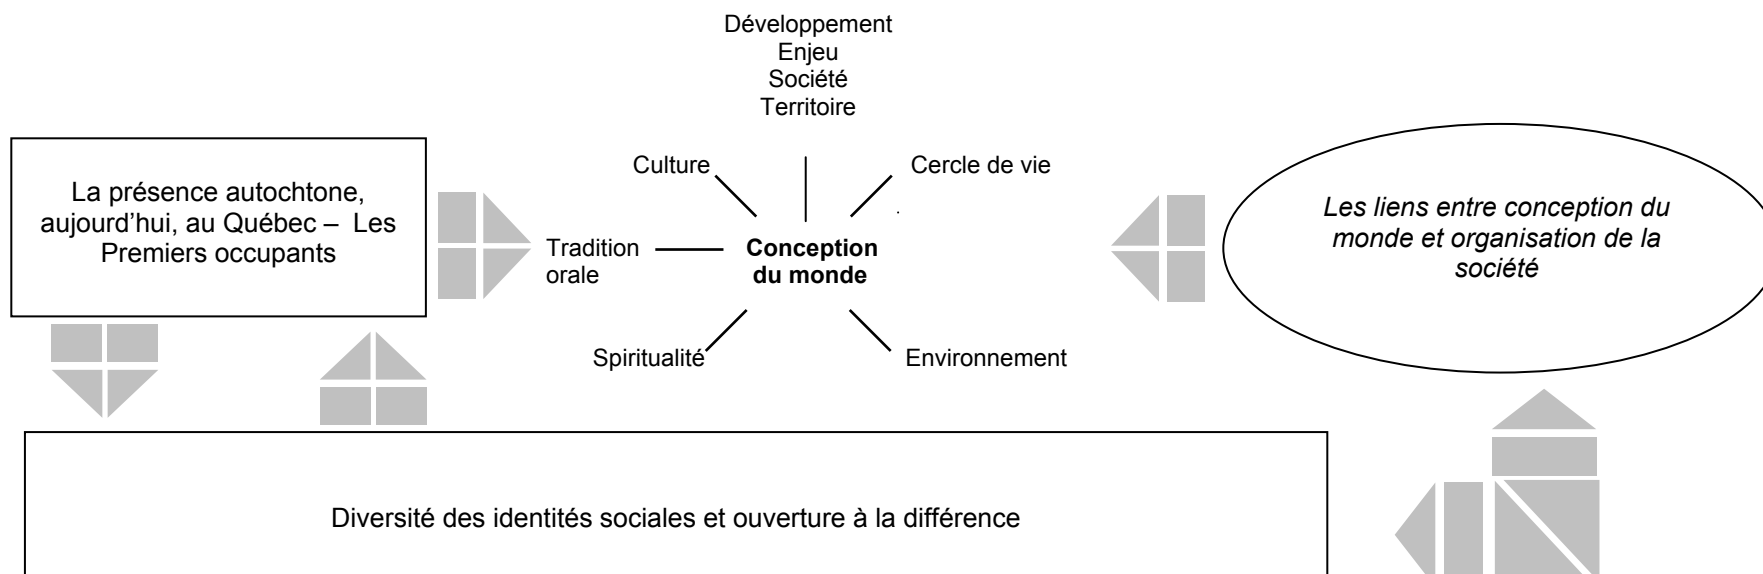 Développement
Enjeu
Société
Territoire
La présence autochtone,
aujourd’hui, au Québec – Les
Premiers occupants
Culture
Cercle de vie
Tradition
orale
Conception
du monde
Spiritualité
Environnement
Les liens entre conception du
monde et organisation de la
société
Diversité des identités sociales et ouverture à la différence